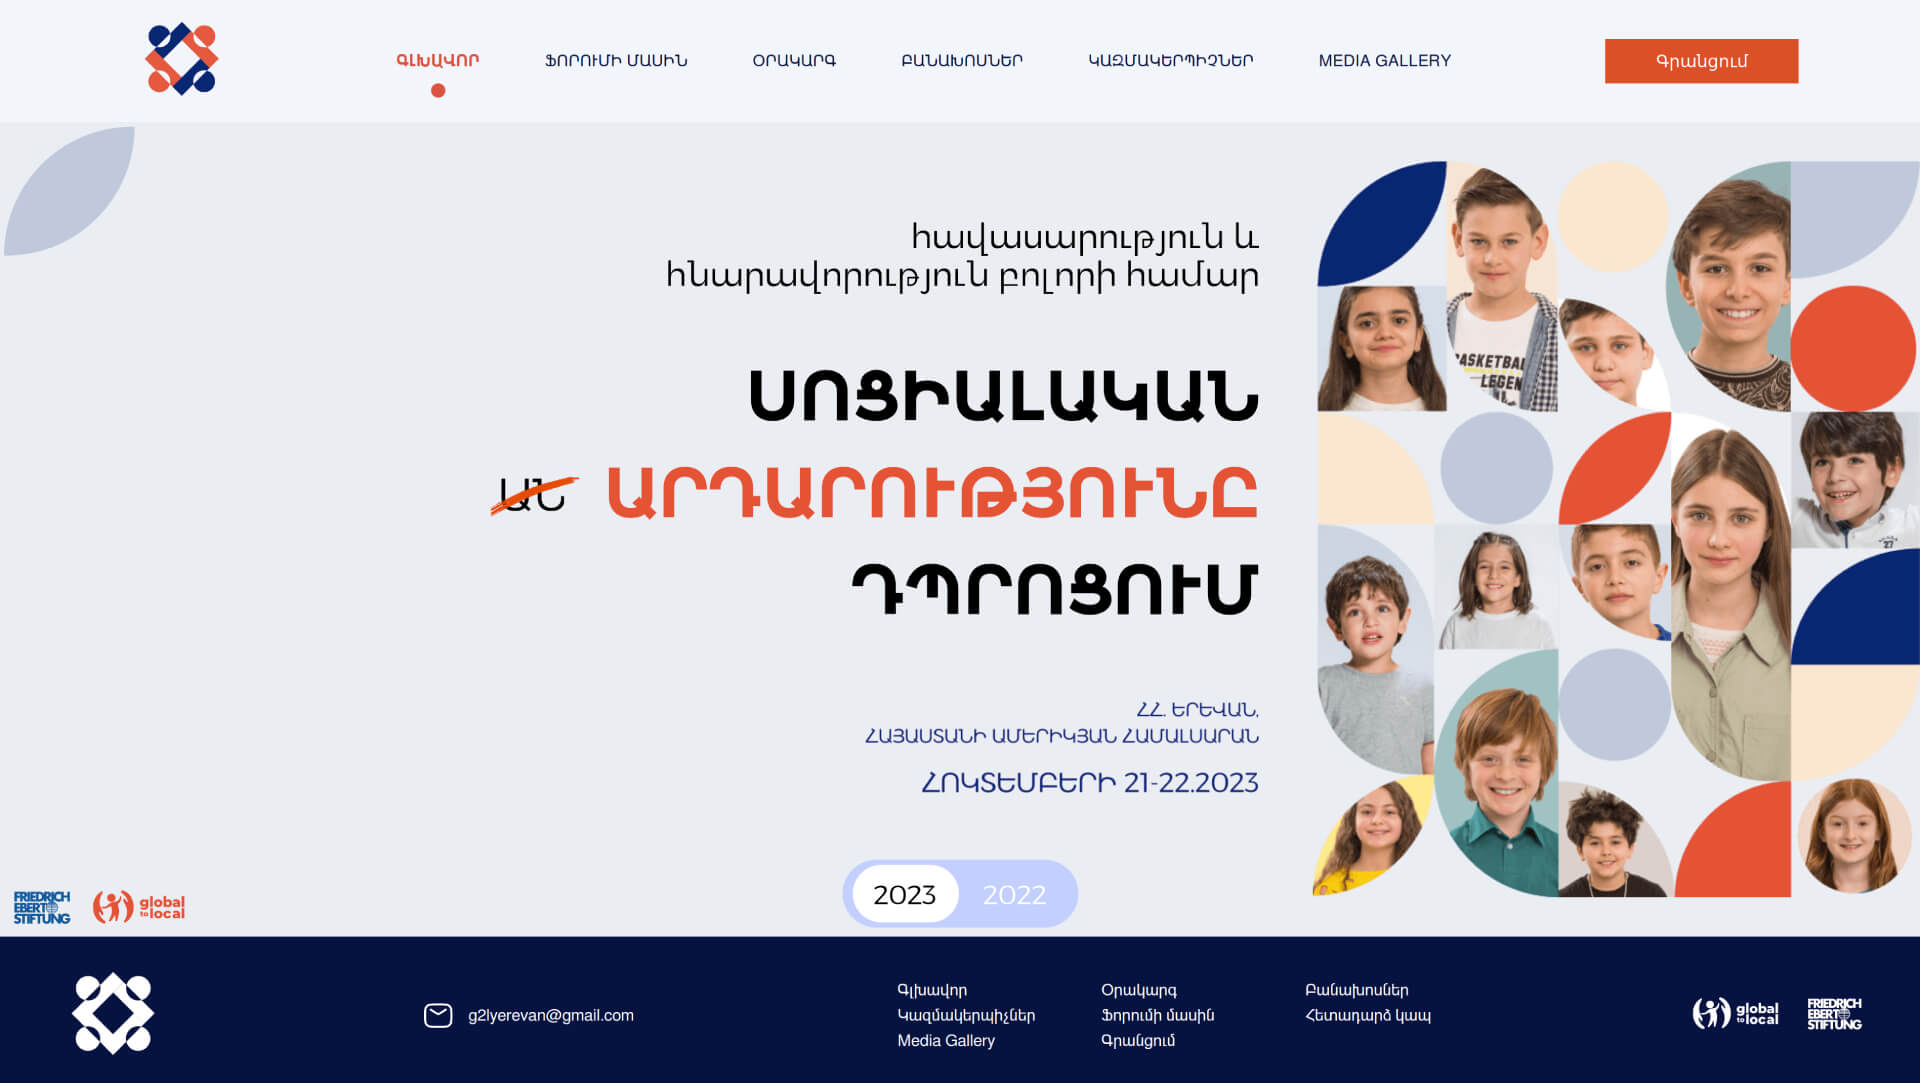 ԳԼԽԱՎՈՐ
ՖՈՐՈՒՄԻ ՄԱՍԻՆ
ՕՐԱԿԱՐԳ
ԲԱՆԱԽՈՍՆԵՐ
ԿԱԶՄԱԿԵՐՊԻՉՆԵՐ
MEDIA GALLERY
Գրանցում
հավասարություն և
հնարավորություն բոլորի համար
ՍՈՑԻԱԼԱԿԱՆ
ԱՆ ԱՐԴԱՐՈՒԹՅՈՒՆԸ
ԴՊՐՈՑՈՒՄ
ՀՀ. ԵՐԵՎԱՆ,
ՀԱՅԱՍՏԱՆԻ ԱՄԵՐԻԿՅԱՆ ՀԱՄԱԼՍԱՐԱՆ
ՀՈԿՏԵՄԲԵՐԻ 21-22.2023
BASKETBAL
LEGEN
27
2023
2022
FRIEDRICH
EBERT
STIFTUNG
global
to local
g2lyerevan@gmail.com
Գլխավոր
Կազմակերպիչներ
Media Gallery
Օրակարգ
Ֆորումի մասին
Գրանցում
Բանախոսներ
Հետադարձ կապ
global
to local
FRIEDRICH
EBERT
STIFTUNG